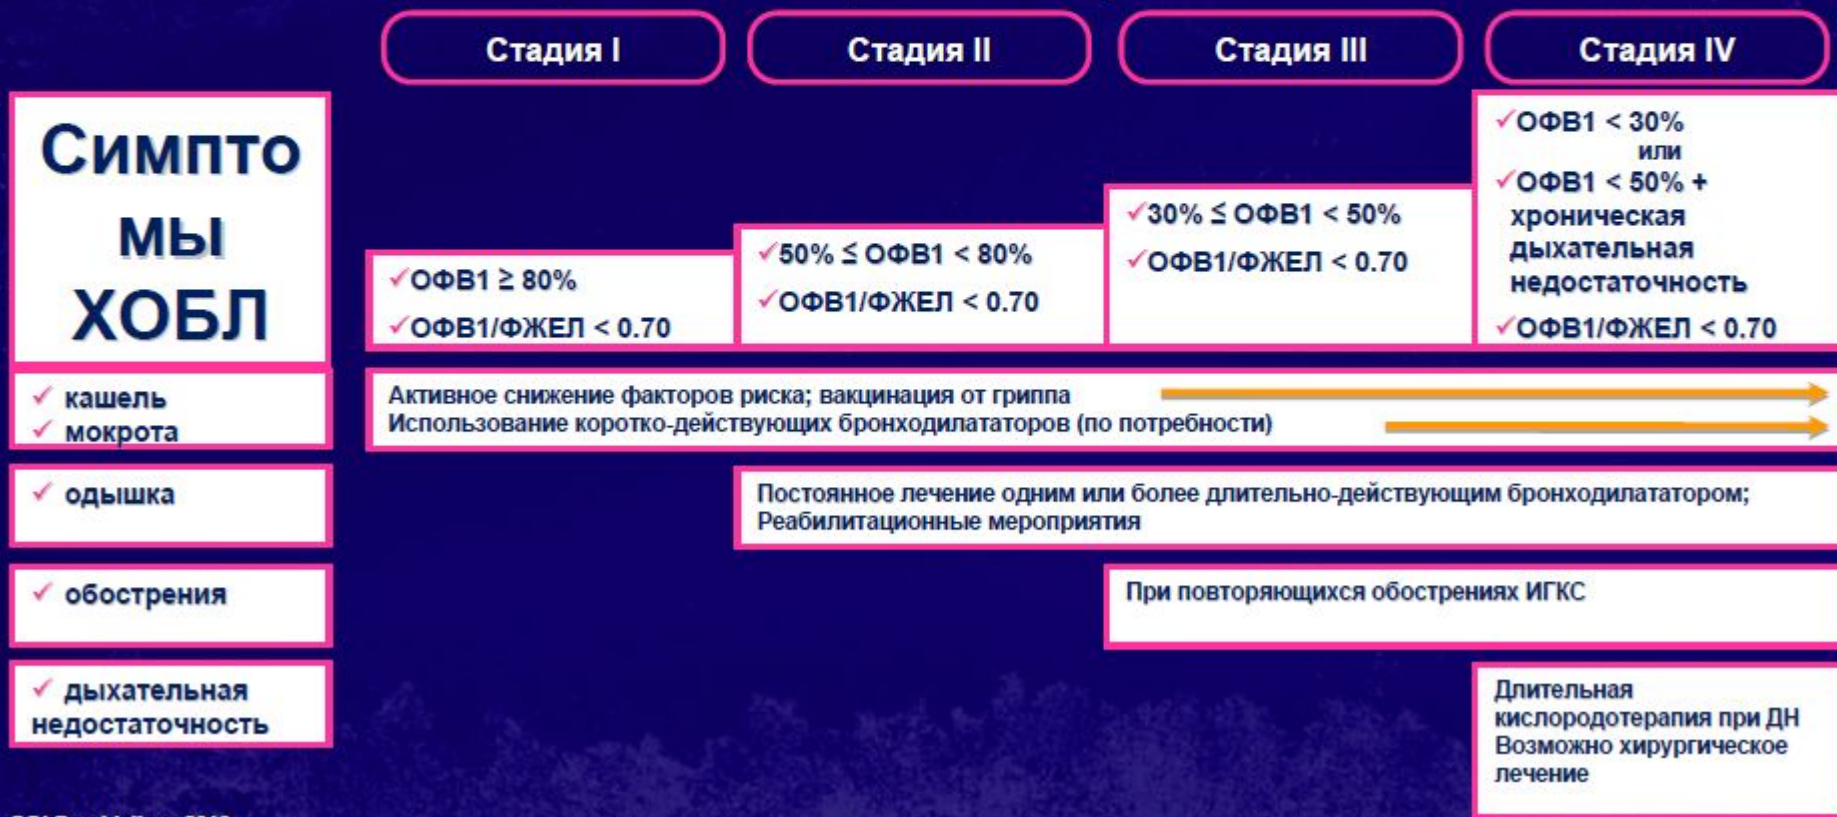 Стадия I
Стадия II
Стадия III
Стадия IV
Симпто
мы
ХОБЛ
✓ОФВ1 ≥ 80%
✓ОФВ1/ФЖЕЛ < 0.70
✓50% ≤ ОФВ1 < 80%
✓ОФВ1/ФЖЕЛ < 0.70
✓30% ≤ ОФВ1 < 50%
✓ОФВ1/ФЖЕЛ < 0.70
✓ОФВ1 < 30%
или
✓ОФВ1 < 50% +
хроническая
дыхательная
недостаточность
✓ОФВ1/ФЖЕЛ < 0.70
✓ кашель
✓ мокрота
Активное снижение факторов риска; вакцинация от гриппа
Использование коротко-действующих бронходилататоров (по потребности)
✓ одышка
Постоянное лечение одним или более длительно-действующим бронходилататором;
Реабилитационные мероприятия
✓ обострения
При повторяющихся обострениях ИГКС
✓ дыхательная
недостаточность
Длительная
кислородотерапия при ДН
Возможно хирургическое
лечение